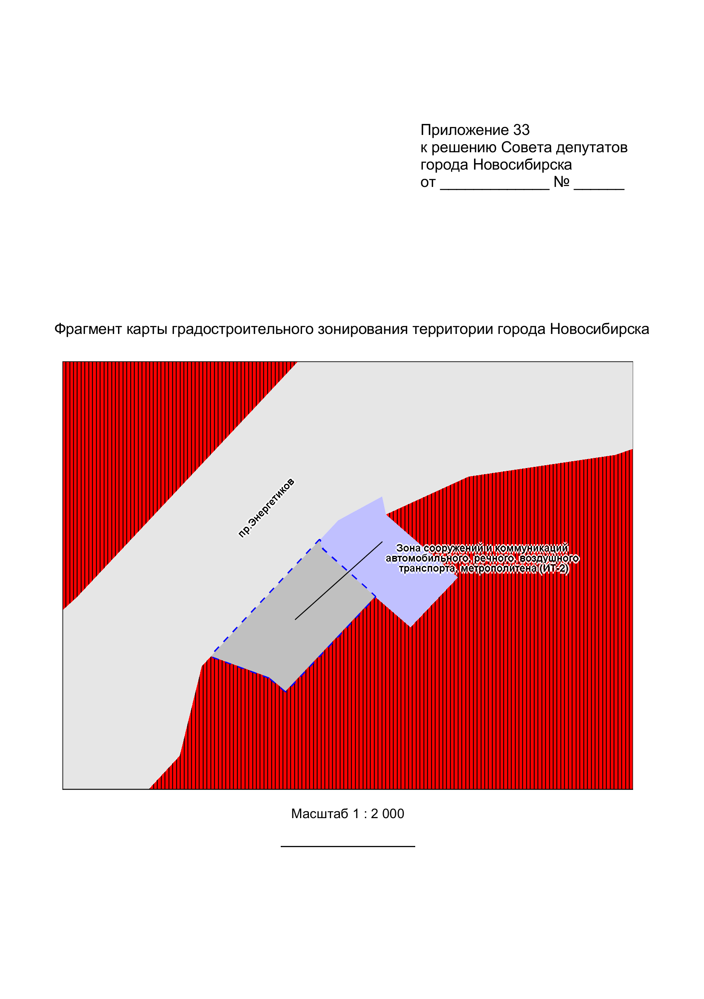 Приложение 33
к решению Совета депутатов
города Новосибирска
от _____________ № ______
Фрагмент карты градостроительного зонирования территории города Новосибирска
пр.Энергетиков
Зона сооружений и коммуникаций
автомобильного, речного, воздушного
транспорта, метрополитена (ИТ-2)
Масштаб 1 : 2 000